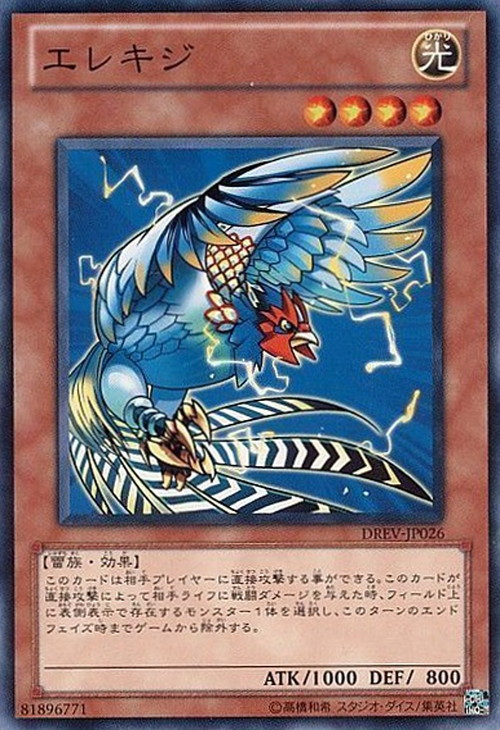 エレキジ
ひかり
光
DREV-JP026
【雷族・効果】
このカードは相手プレイヤーに直接攻撃する事ができる。このカードが
直接攻撃によって相手ライフに戦闘ダメージを与えた時、フィールド上
に表側表示で存在するモンスター1体を選択し、このターンのエンド
フェイズ時までゲームから除外する。
ATK/1000 DEF/ 800
81896771
©高橋和希 スタジオ・ダイス/集英社